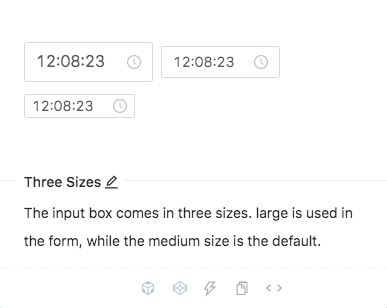 12:08:23 12:08:23
12:08:23
Three Sizes
The input box comes in three sizes. large is used in
the form, while the medium size is the default.